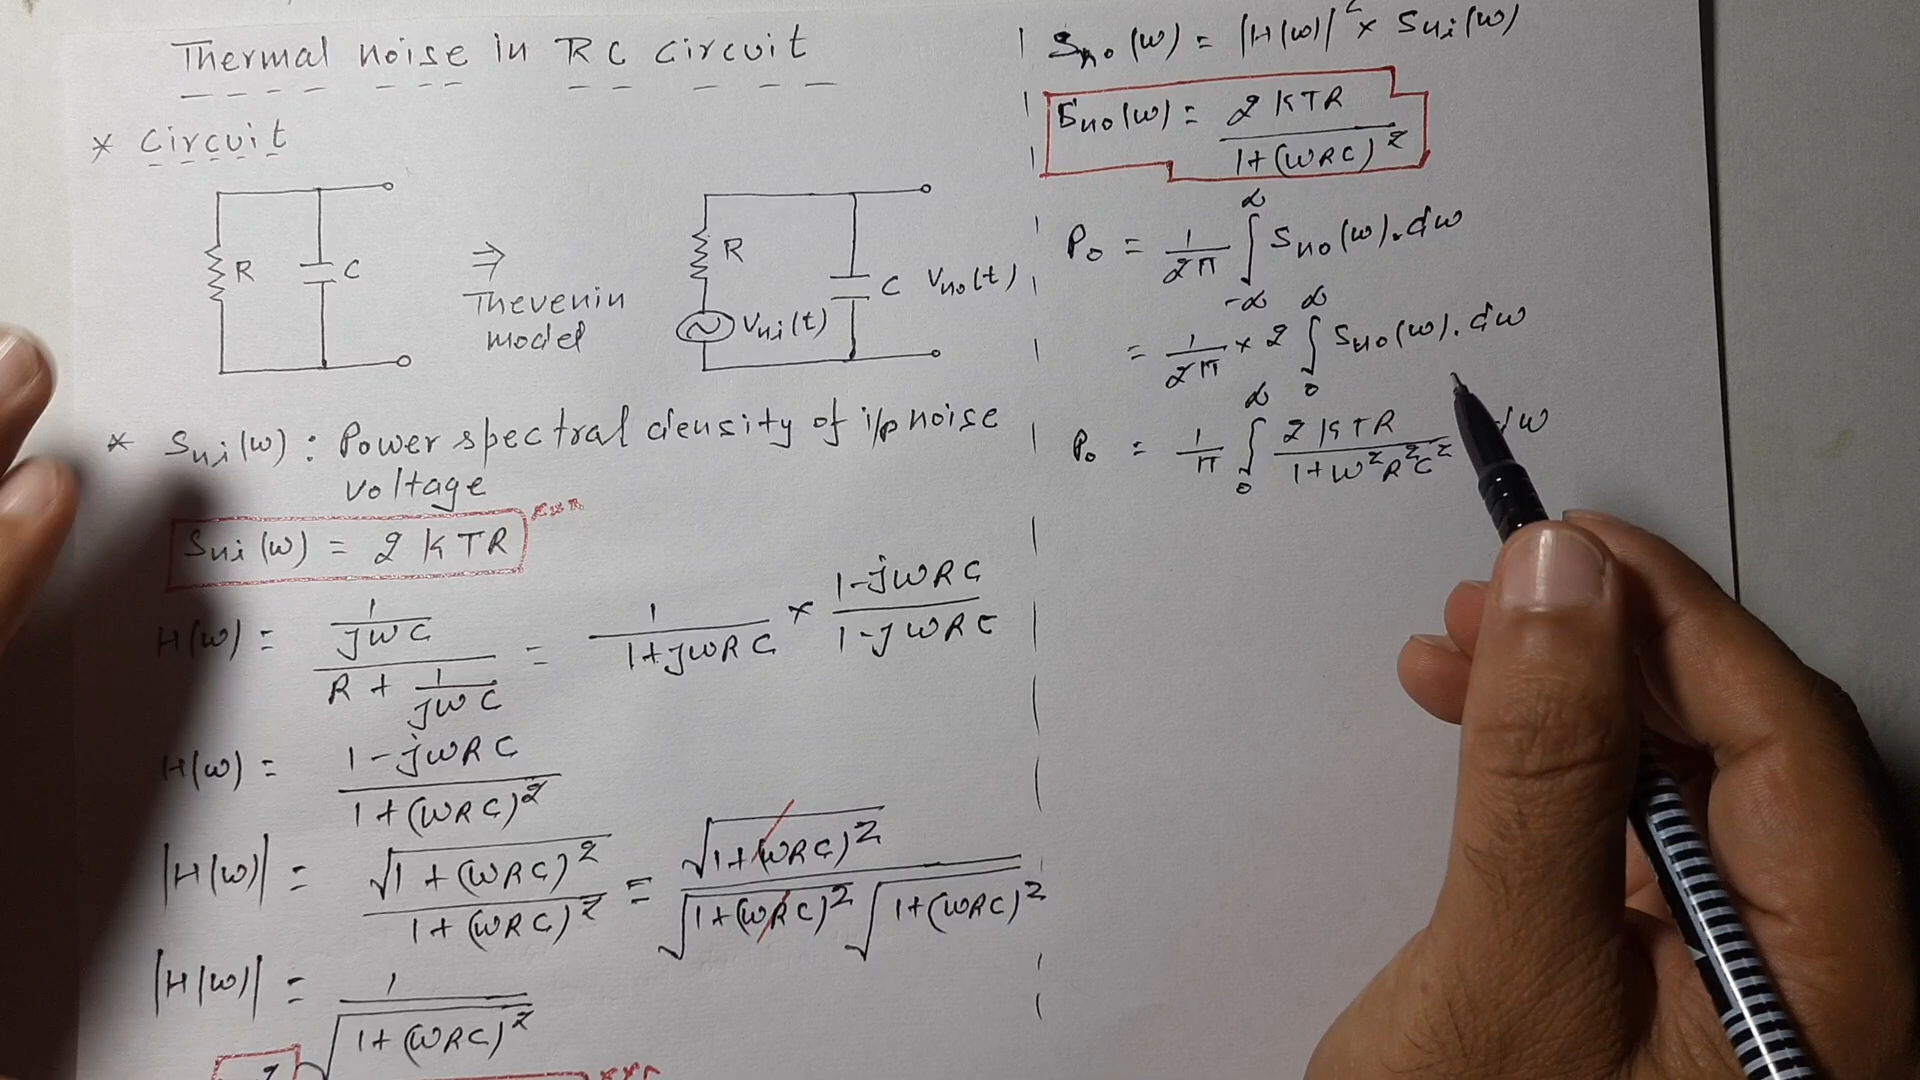 Thermal noise in RC circuit
* Circuit
R
C
⇒
Thevenin
model
R
Vni(t)
C
Vno(t)
* Sni(ω) : Power spectral density of i/p noise
voltage
Sni(ω) = 2KTR
H(ω) = (1/jωC) / (R + 1/jωC) = 1/(1+jωRC) × (1-jωRC)/(1-jωRC)
H(ω) = (1-jωRC) / (1+(ωRC)²)
|H(ω)| = √(1+(ωRC)²) / (1+(ωRC)²) = √(1+(ωRC)²) / (√(1+(ωRC)²) √(1+(ωRC)²))
|H(ω)| = 1 / √(1+(ωRC)²)
Sno(ω) = |H(ω)|² × Sni(ω)
Sno(ω) = 2KTR / (1+(ωRC)²)
Po = 1/2π ∫_{-∞}^{∞} Sno(ω).dω
= 1/2π × 2 ∫_{0}^{∞} Sno(ω).dω
Po = 1/π ∫_{0}^{∞} 2KTR / (1+ω²R²C²) dω